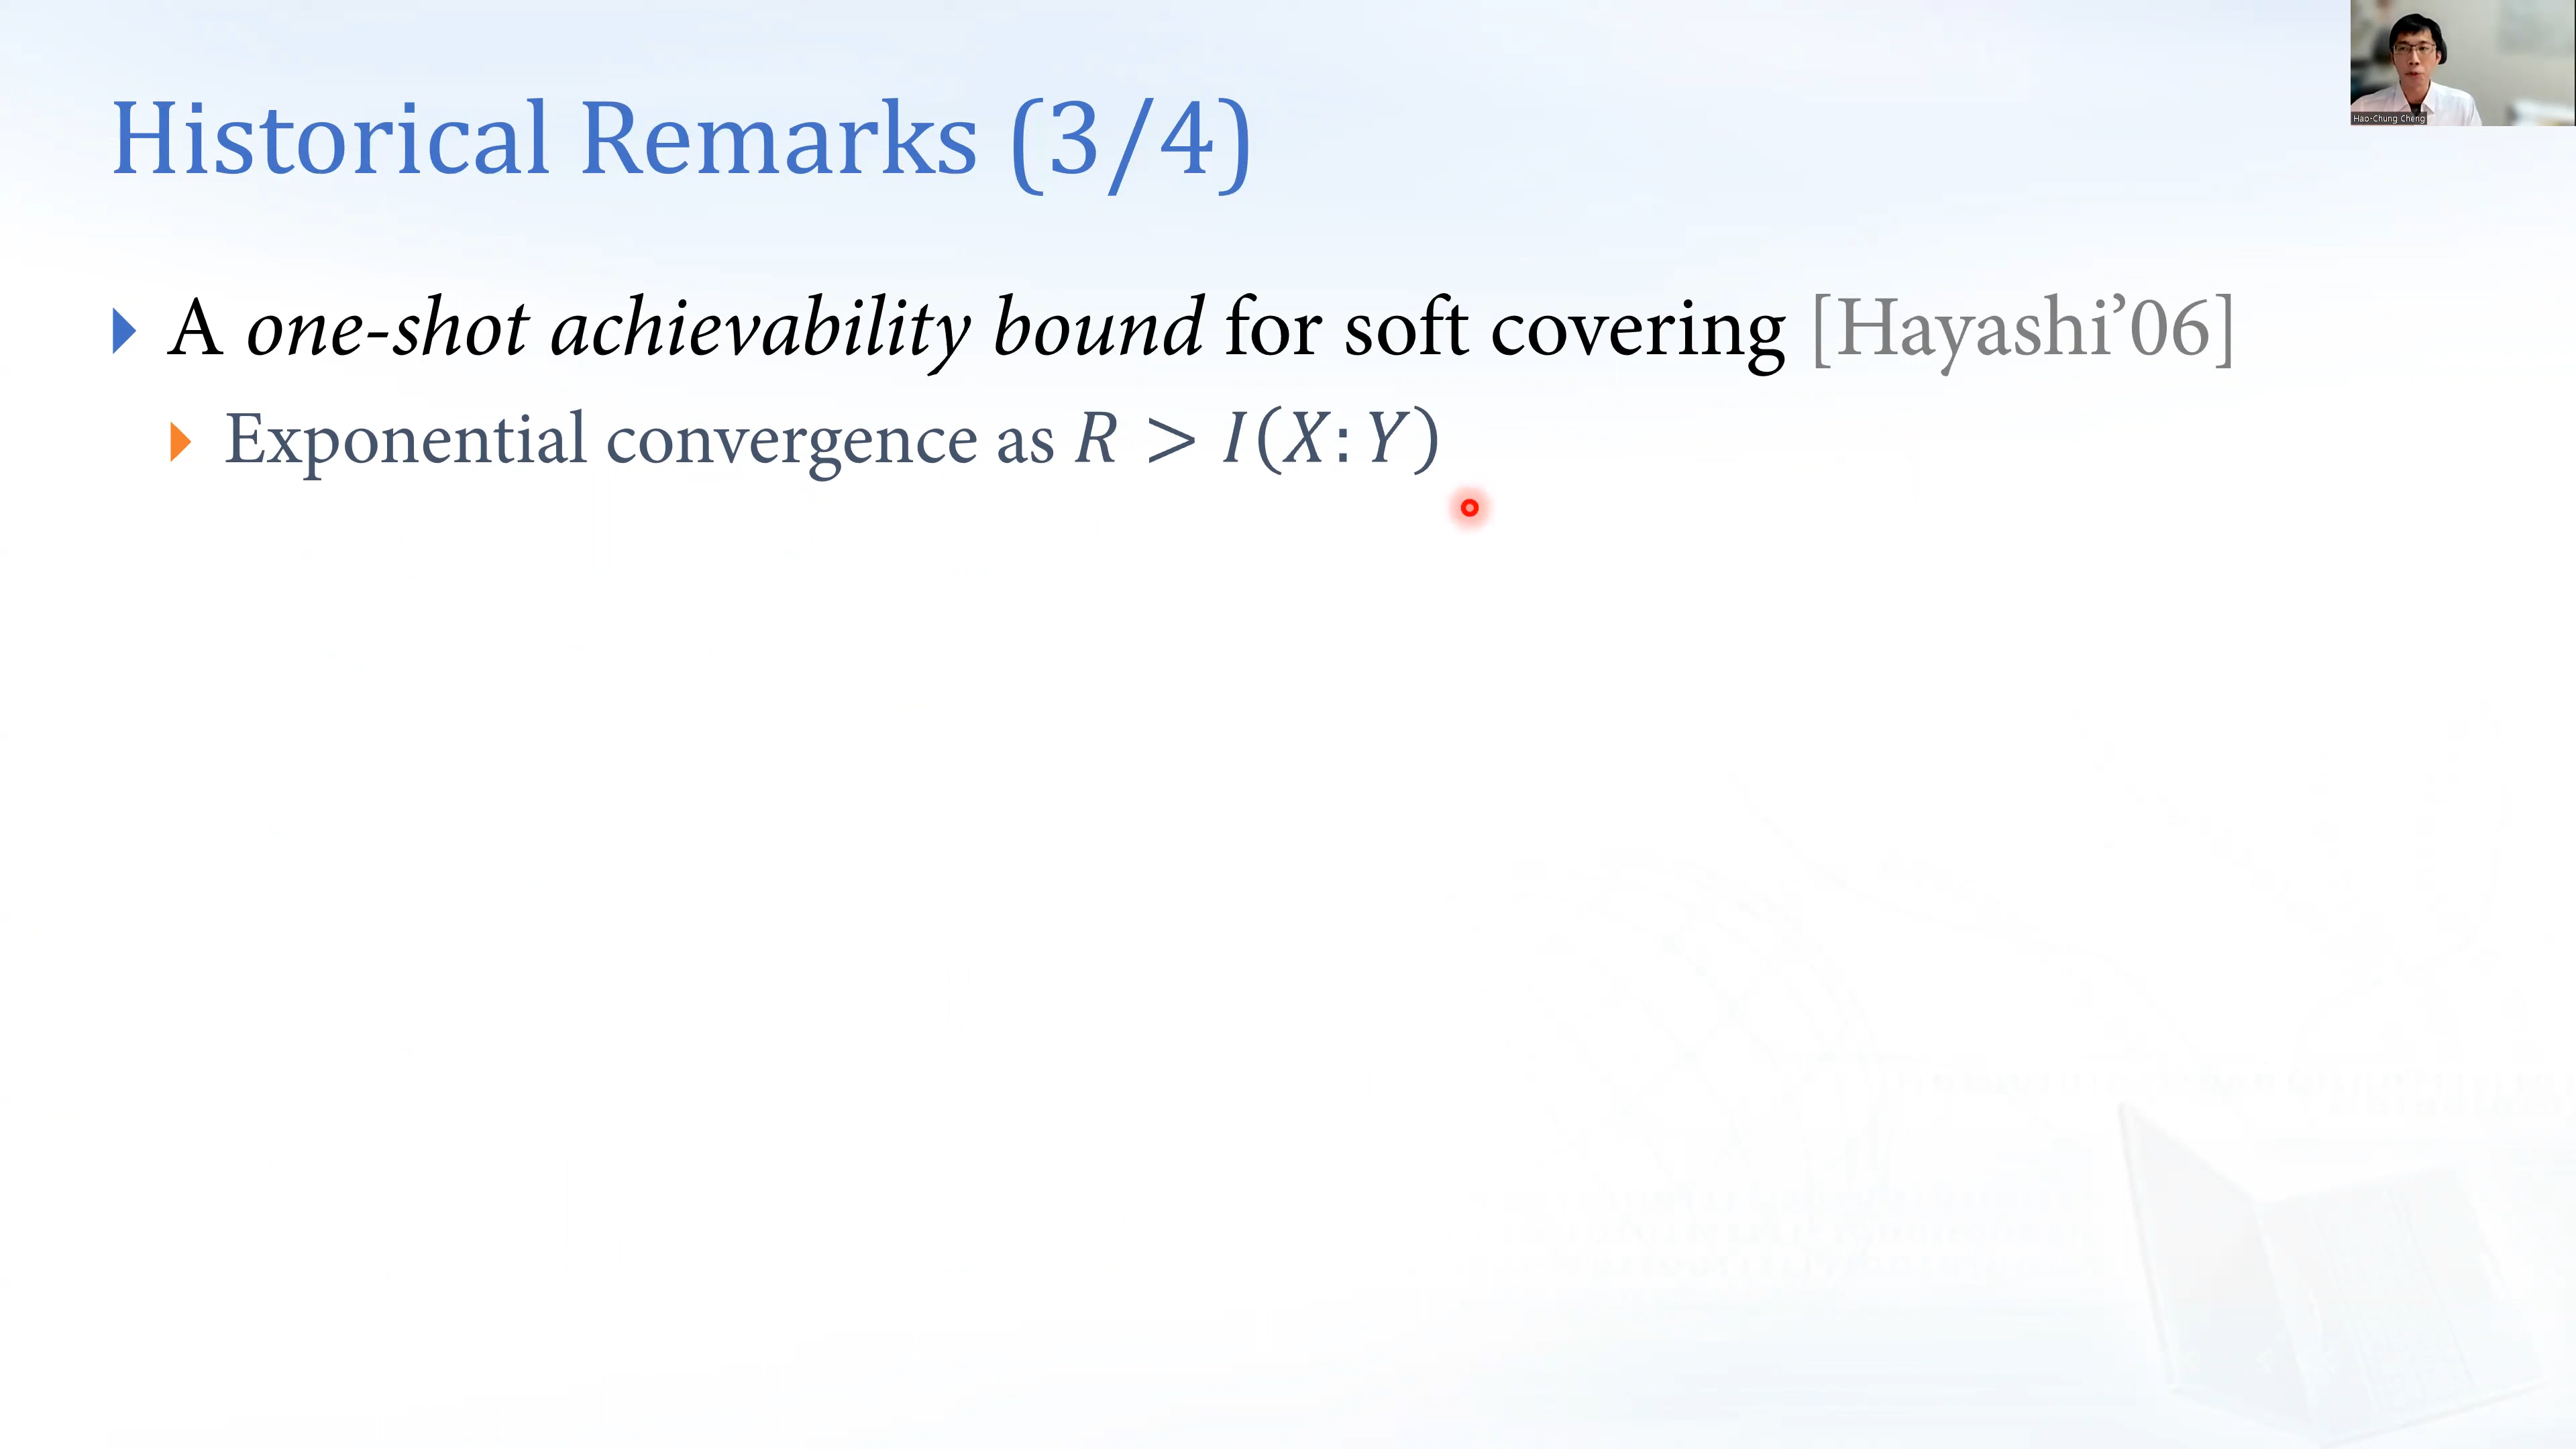 Historical Remarks (3/4)
A one-shot achievability bound for soft covering [Hayashi’06]
Exponential convergence as R > I(X:Y)
Hao-Chung Cheng